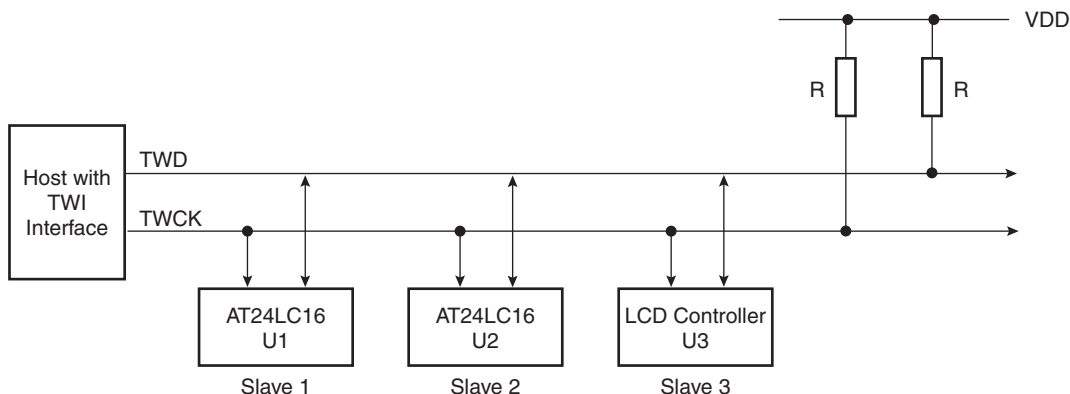 VDD
R
R
Host with
TWI
Interface
TWD
TWCK
AT24LC16
U1
AT24LC16
U2
LCD Controller
U3
Slave 1
Slave 2
Slave 3